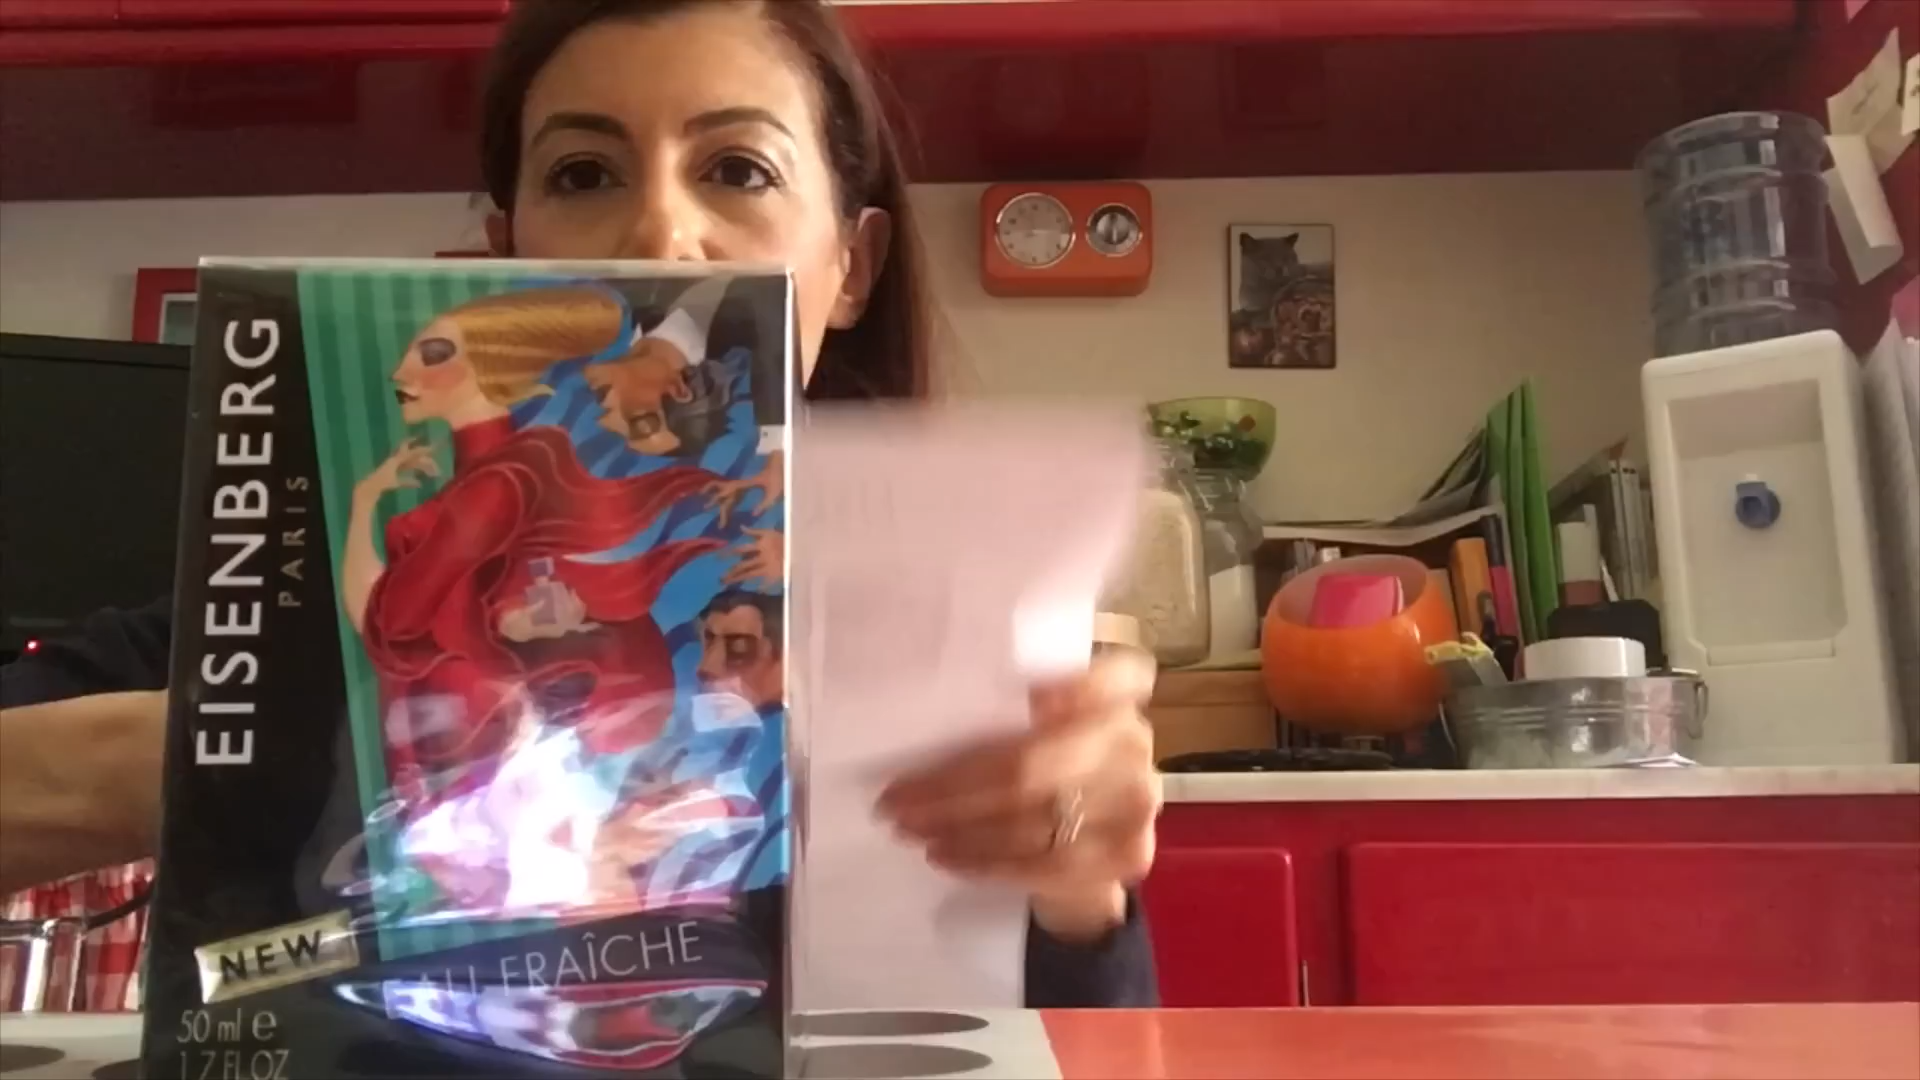 EISENBERG
PARIS
NEW
EAU FRAÎCHE
50 ml e
1.7 FL OZ